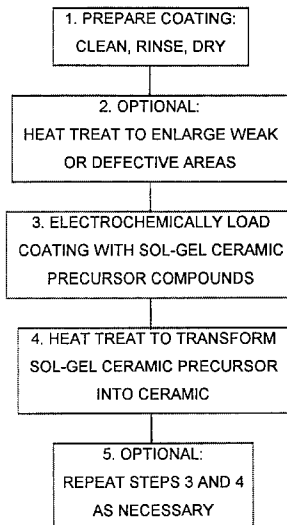 1. PREPARE COATING:
CLEAN, RINSE, DRY
2. OPTIONAL:
HEAT TREAT TO ENLARGE WEAK
OR DEFECTIVE AREAS
3. ELECTROCHEMICALLY LOAD
COATING WITH SOL-GEL CERAMIC
PRECURSOR COMPOUNDS
4. HEAT TREAT TO TRANSFORM
SOL-GEL CERAMIC PRECURSOR
INTO CERAMIC
5. OPTIONAL:
REPEAT STEPS 3 AND 4
AS NECESSARY